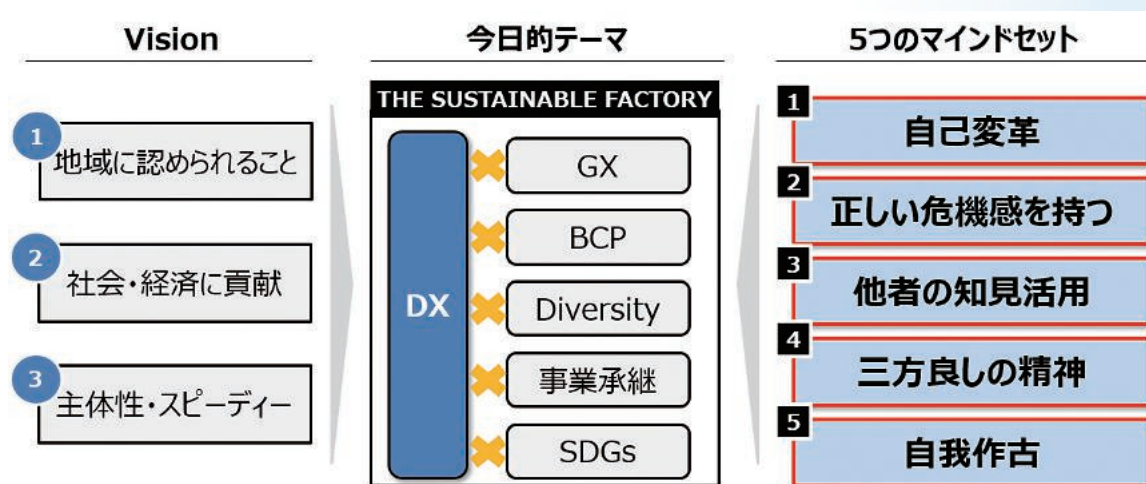 Vision
1
地域に認められること
2
社会・経済に貢献
3
主体性・スピーディー
今日的テーマ
THE SUSTAINABLE FACTORY
DX
GX
BCP
Diversity
事業承継
SDGs
5つのマインドセット
1
自己変革
2
正しい危機感を持つ
3
他者の知見活用
4
三方良しの精神
5
自我作古